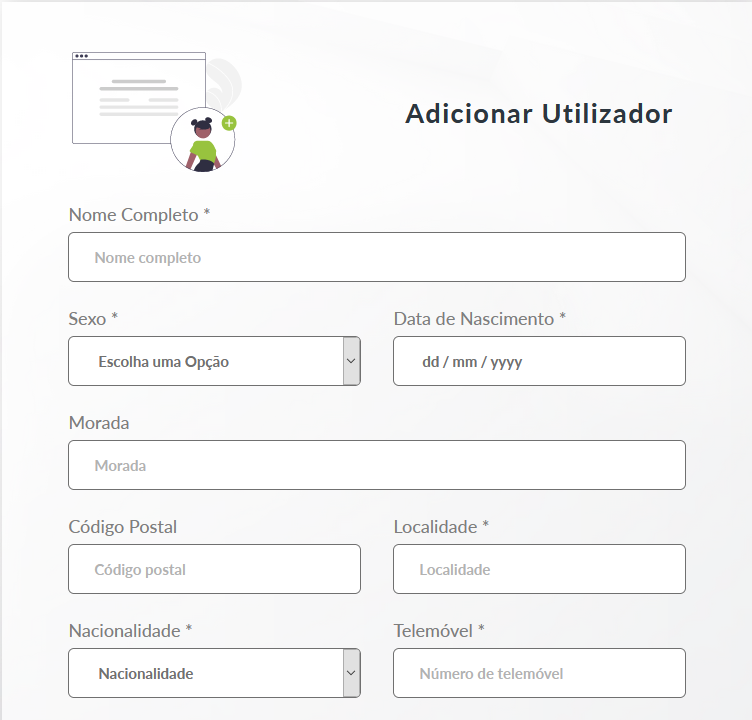 Adicionar Utilizador
Nome Completo *
Nome completo
Sexo *
Data de Nascimento *
Escolha uma Opção
dd / mm / yyyy
Morada
Morada
Código Postal
Localidade *
Código postal
Localidade
Nacionalidade *
Telemóvel *
Nacionalidade
Número de telemóvel